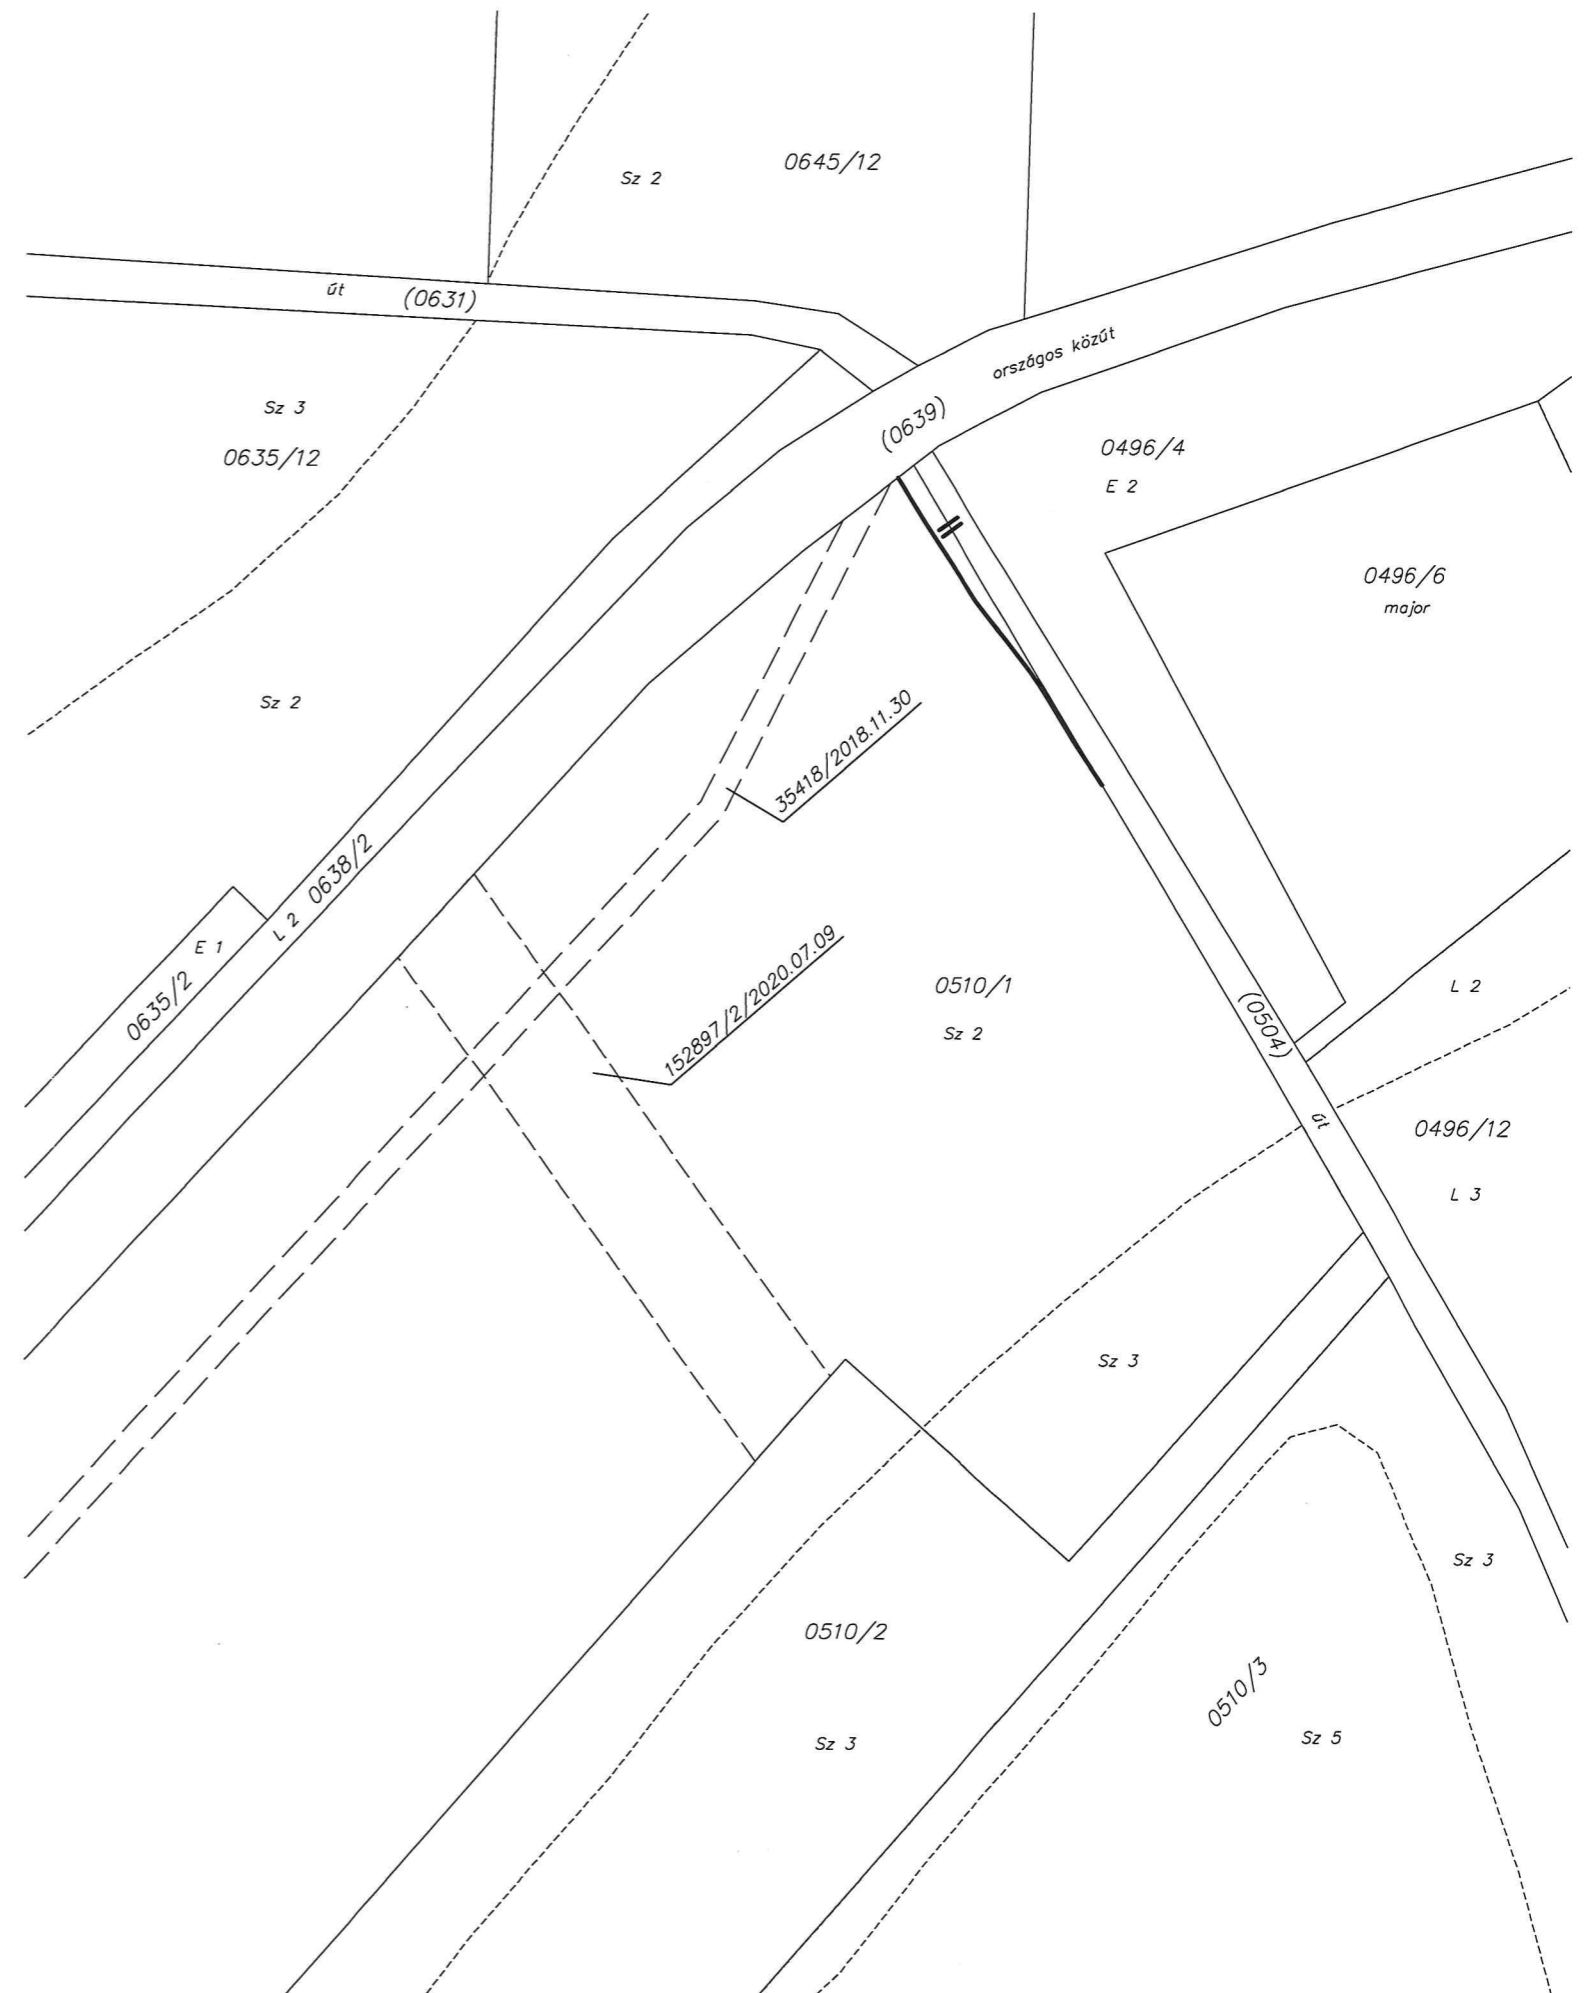 0645/12
Sz 2
út
(0631)
országos közút
(0639)
Sz 3
0635/12
0496/4
E 2
0496/6
major
Sz 2
35418/2018.11.30
0638/2
L 2
E 1
0635/2
152897/2/2020.07.09
0510/1
Sz 2
(0504)
L 2
út
0496/12
L 3
Sz 3
Sz 3
0510/2
0510/3
Sz 3
Sz 5